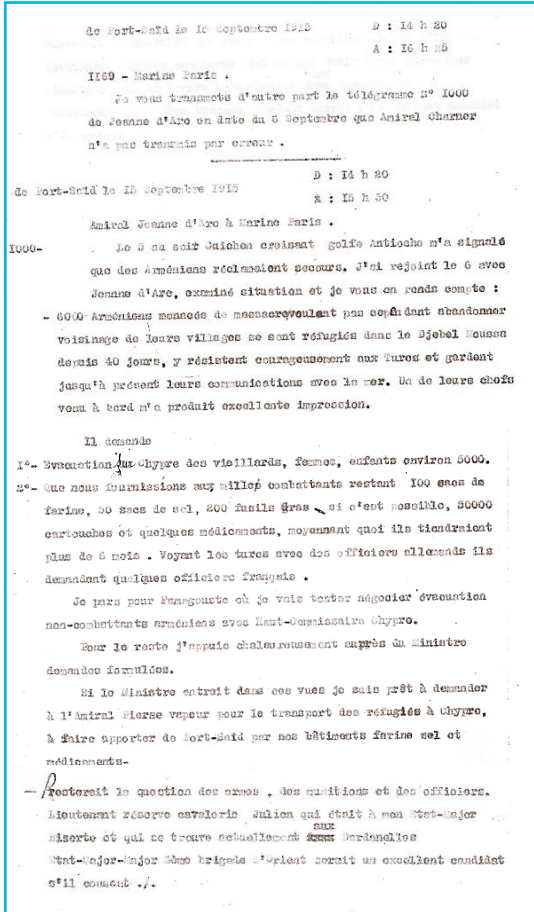 de Port-Saïd le 15 Septembre 1915
D : 14 h 20
A : 16 h 25
1169 - Marine Paris .
Je vous transmets d'autre part le télégramme N° 1000
de Jeanne d'Arc en date du 6 Septembre que Amiral Charner
n'a pas transmis par erreur .
D : 14 h 20
de Port-Saïd le 15 Septembre 1915
A : 15 h 50
Amiral Jeanne d'Arc à Marine Paris .
1000- Le 5 au soir Guichen croisant golfe Antioche m'a signalé
que des Arméniens réclamaient secours. J'ai rejoint le 6 avec
Jeanne d'Arc, examiné situation et je vous en rends compte :
- 6000 Arméniens menacés de massacrevoulant pas cependant abandonner
voisinage de leurs villages se sont réfugiés dans le Djebel Moussa
depuis 40 jours, y résistent courageusement aux Turcs et gardent
jusqu'à présent leurs communications avec la mer. Un de leurs chefs
venu à bord m'a produit excellente impression.
Il demande
1°- Evacuation sur Chypre des vieillards, femmes, enfants environ 5000.
2°- Que nous fournissions aux mille combattants restant 100 sacs de
farine, 50 sacs de sel, 200 fusils Gras si c'est possible, 50000
cartouches et quelques médicaments, moyennant quoi ils tiendraient
plus de 6 mois . Voyant les turcs avec des officiers allemands ils
demandent quelques officiers français .
Je pars pour Famagouste où je vais tenter négocier évacuation
non-combattants arméniens avec Haut-Commissaire Chypre.
Pour le reste j'appuie chaleureusement auprès du Ministre
demandes formulées.
Si le Ministre entrait dans ces vues je suis prêt à demander
à l'Amiral Pierse vapeur pour le transport des réfugiés à Chypre,
à faire apporter de Port-Saïd par nos bâtiments farine sel et
médicaments-
- Resterait la question des armes , des munitions et des officiers.
Lieutenant réserve cavalerie Julien qui était à mon Etat-Major
Bizerte et qui se trouve actuellement aux Dardanelles
Etat-Major-Major brigade d'Orient serait un excellent candidat
s'il convent ./.